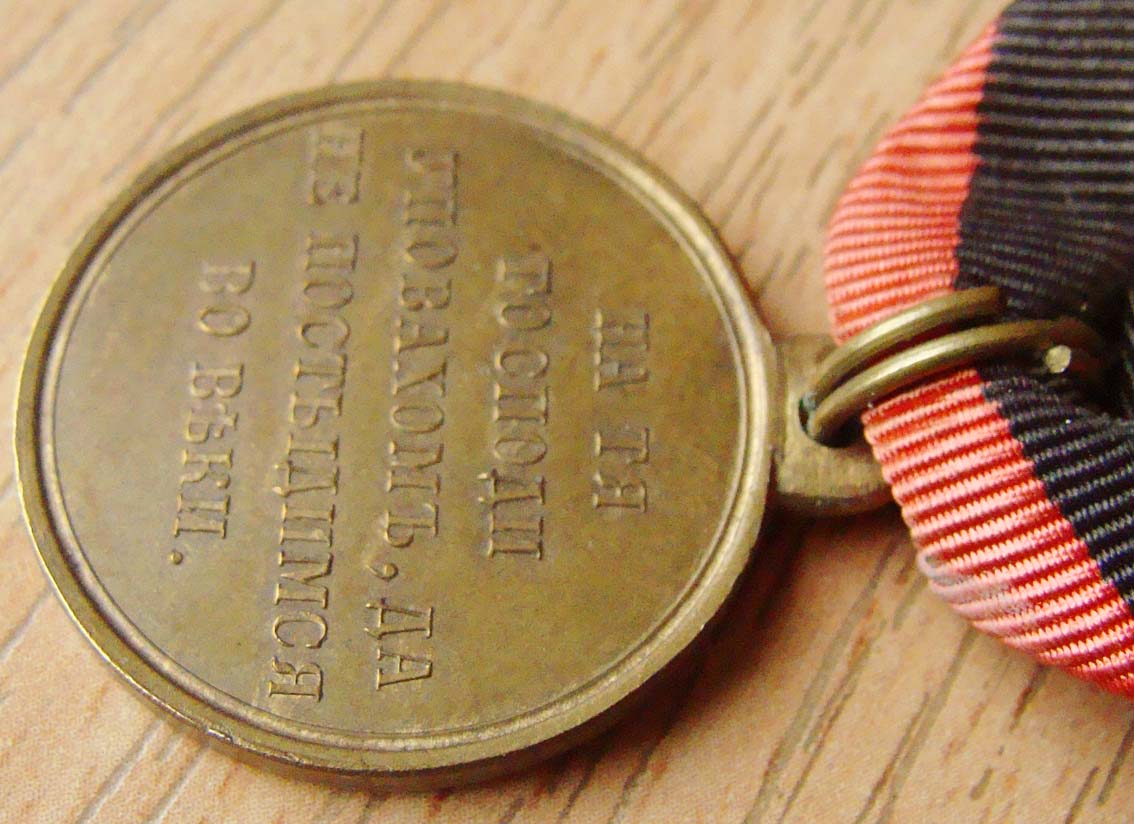 НА ТЯ
ГОСПОДИ
УПОВАХОМЪ, ДА
НЕ ПОСТЫДИМСЯ
ВО ВѢКИ.